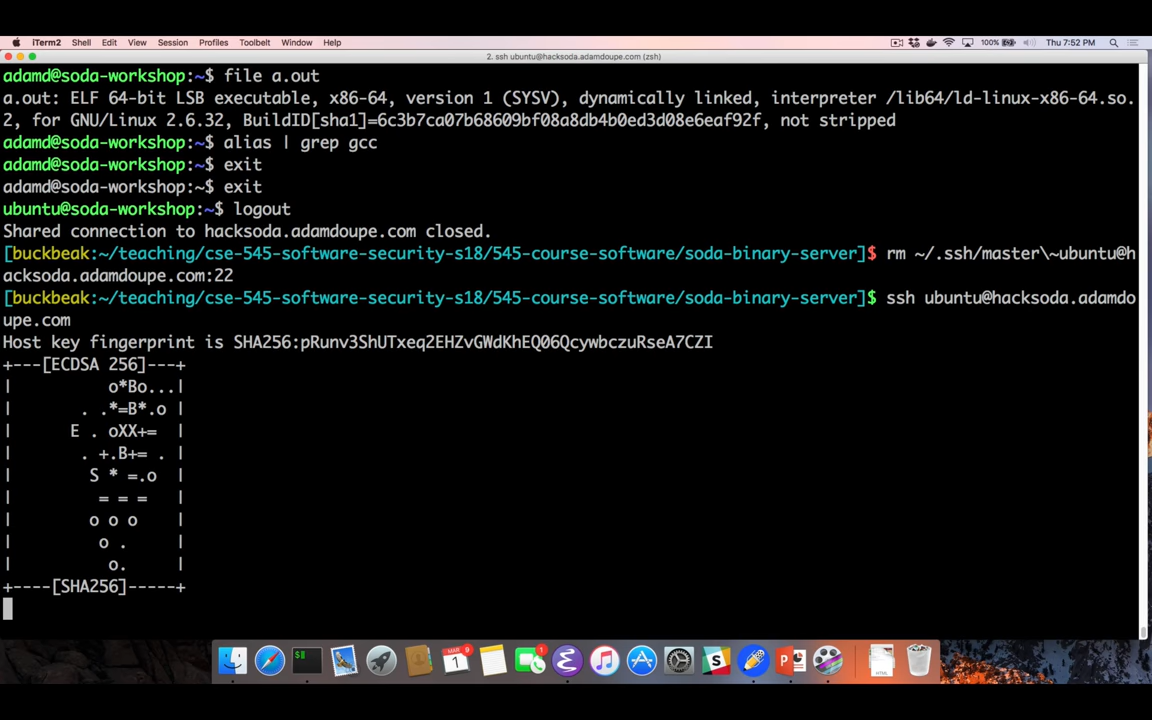 iTerm2 Shell Edit View Session Profiles Toolbelt Window Help 100% Thu 7:52 PM
2. ssh ubuntu@hacksoda.adamdoupe.com (zsh)
adamd@soda-workshop:~$ file a.out
a.out: ELF 64-bit LSB executable, x86-64, version 1 (SYSV), dynamically linked, interpreter /lib64/ld-linux-x86-64.so.
2, for GNU/Linux 2.6.32, BuildID[sha1]=6c3b7ca07b68609bf08a8db4b0ed3d08e6eaf92f, not stripped
adamd@soda-workshop:~$ alias | grep gcc
adamd@soda-workshop:~$ exit
adamd@soda-workshop:~$ exit
ubuntu@soda-workshop:~$ logout
Shared connection to hacksoda.adamdoupe.com closed.
[buckbeak:~/teaching/cse-545-software-security-s18/545-course-software/soda-binary-server]$ rm ~/.ssh/master\~ubuntu@h
acksoda.adamdoupe.com:22
[buckbeak:~/teaching/cse-545-software-security-s18/545-course-software/soda-binary-server]$ ssh ubuntu@hacksoda.adamdo
upe.com
Host key fingerprint is SHA256:pRunv3ShUTxeq2EHZvGWdKhEQ06QcywbczuRseA7CZI
+---[ECDSA 256]---+
|          o*Bo...|
|       . .*=B*.o |
|      E . oXX+=  |
|       . +.B+= . |
|        S * =.o  |
|         = = =   |
|        o o o    |
|         o .     |
|          o.     |
+----[SHA256]-----+
MAR 9
1
1